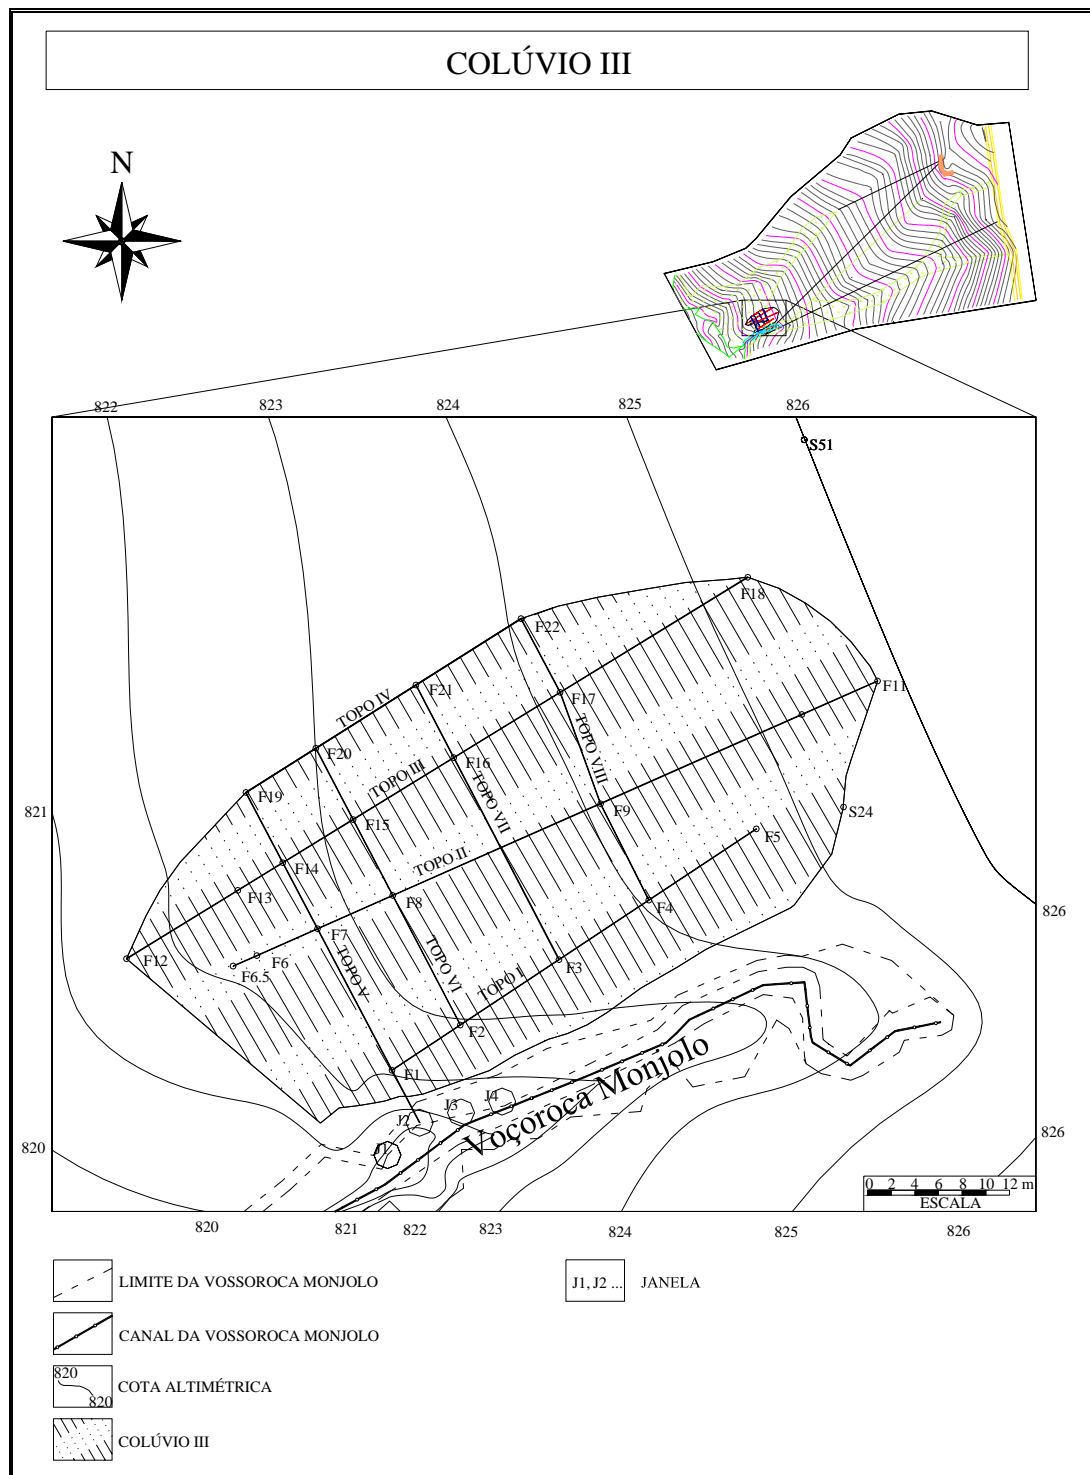 COLÚVIO III
N
822
823
824
825
826
S51
F18
F22
F11
F21
F17
TOPO IV
F20
TOPO VIII
F16
TOPO III
TOPO VII
F19
821
F15
F9
S24
F5
F14
TOPO II
F13
F8
F4
826
F7
F12
F6
F6.5
TOPO V
TOPO VI
F3
TOPO I
F2
F1
Voçoroca Monjolo
J4
J3
J2
J1
820
826
0 2 4 6 8 10 12 m
ESCALA
820
821
822
823
824
825
826
LIMITE DA VOSSOROCA MONJOLO
J1, J2 ... JANELA
CANAL DA VOSSOROCA MONJOLO
820
820
COTA ALTIMÉTRICA
COLÚVIO III